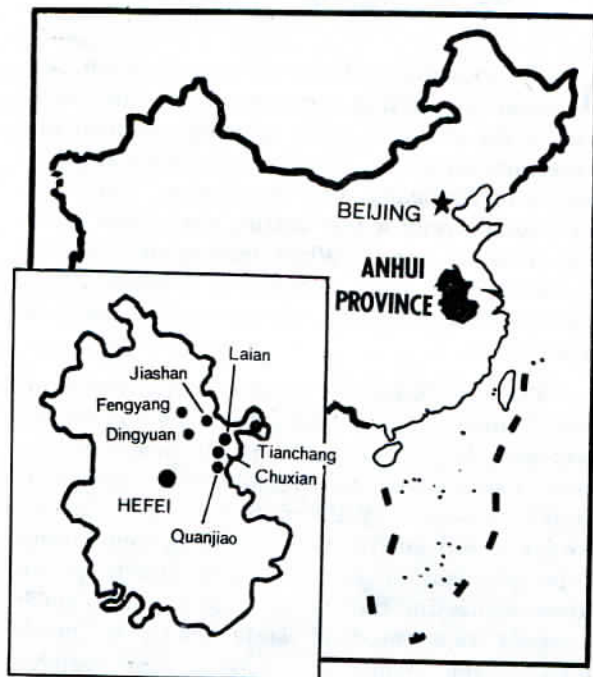 BEIJING
ANHUI
PROVINCE
Laian
Jiashan
Fengyang
Dingyuan
Tianchang
Chuxian
HEFEI
Quanjiao